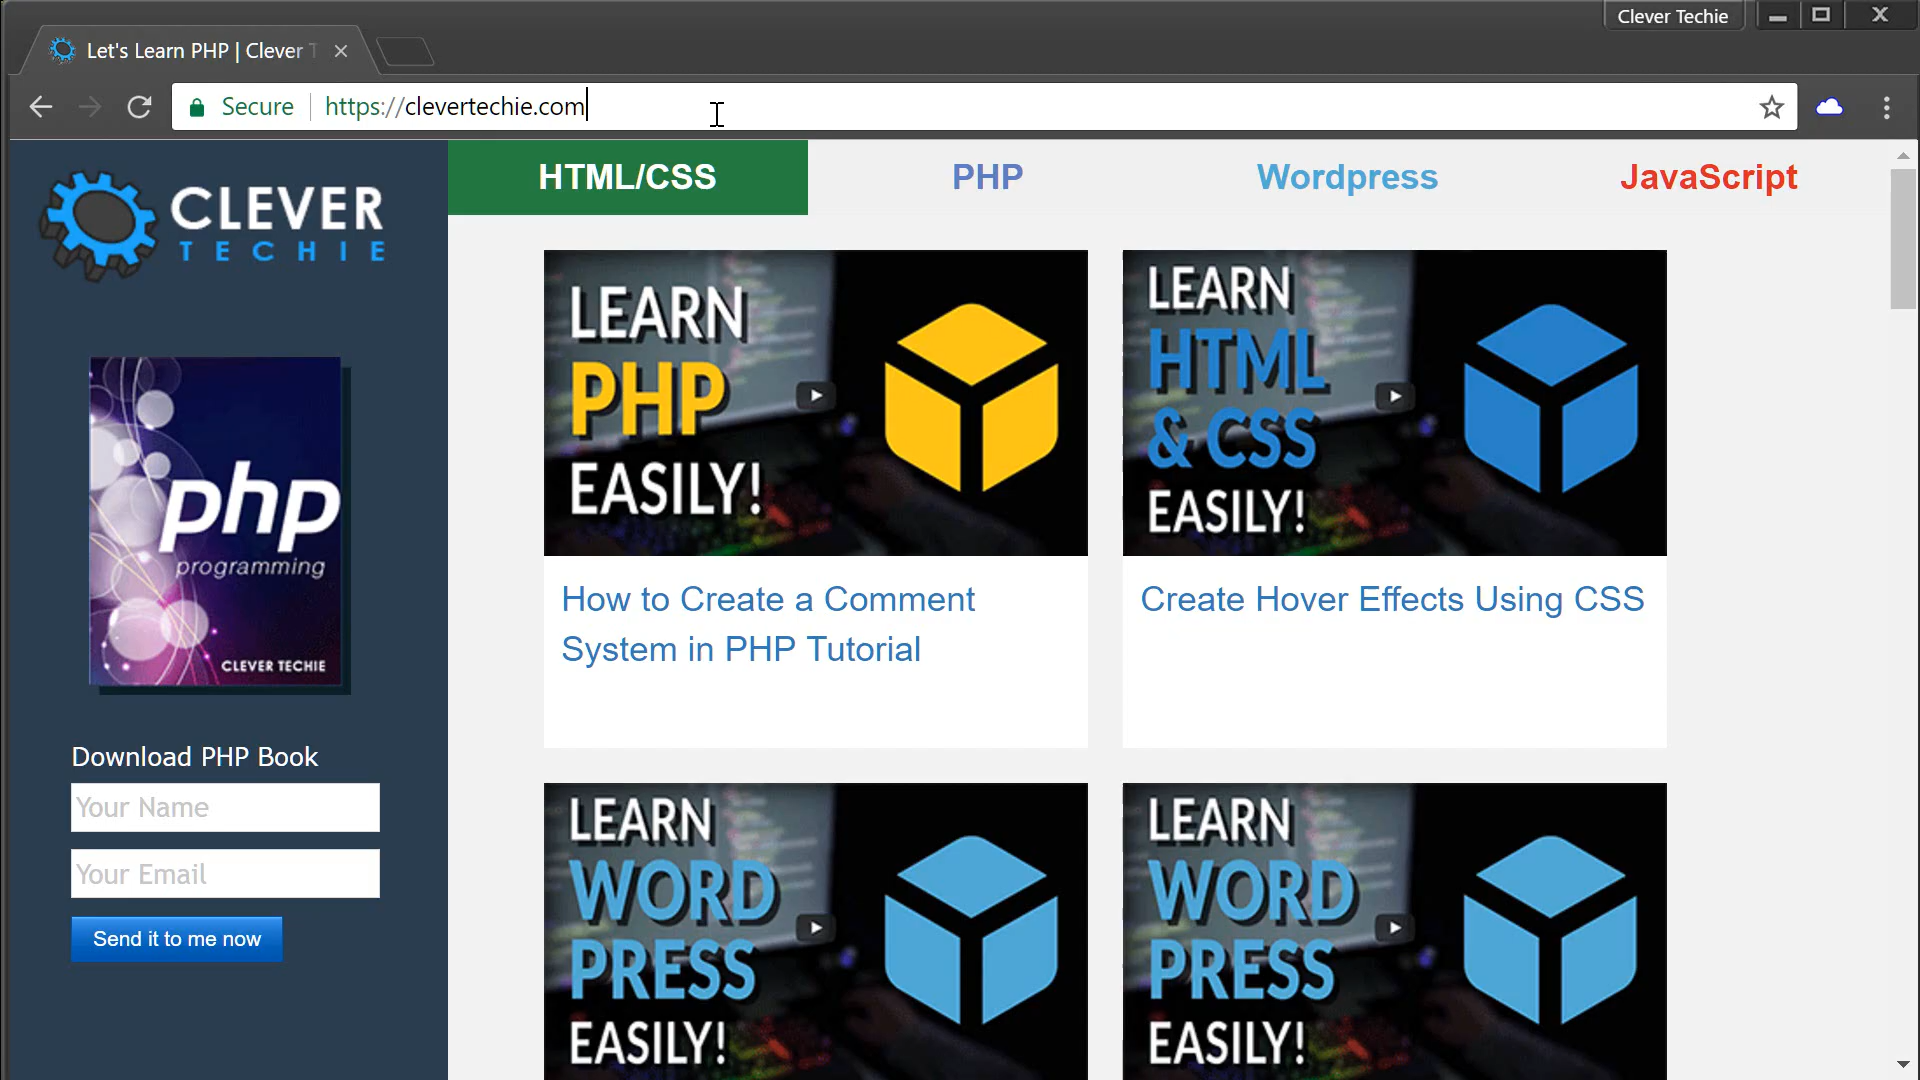 Clever Techie
Let's Learn PHP | Clever T
Secure | https://clevertechie.com
CLEVER
TECHIE
HTML/CSS
PHP
Wordpress
JavaScript
LEARN
PHP
EASILY!
LEARN
HTML
& CSS
EASILY!
php
programming
CLEVER TECHIE
How to Create a Comment
System in PHP Tutorial
Create Hover Effects Using CSS
Download PHP Book
Your Name
Your Email
Send it to me now
LEARN
WORD
PRESS
EASILY!
LEARN
WORD
PRESS
EASILY!